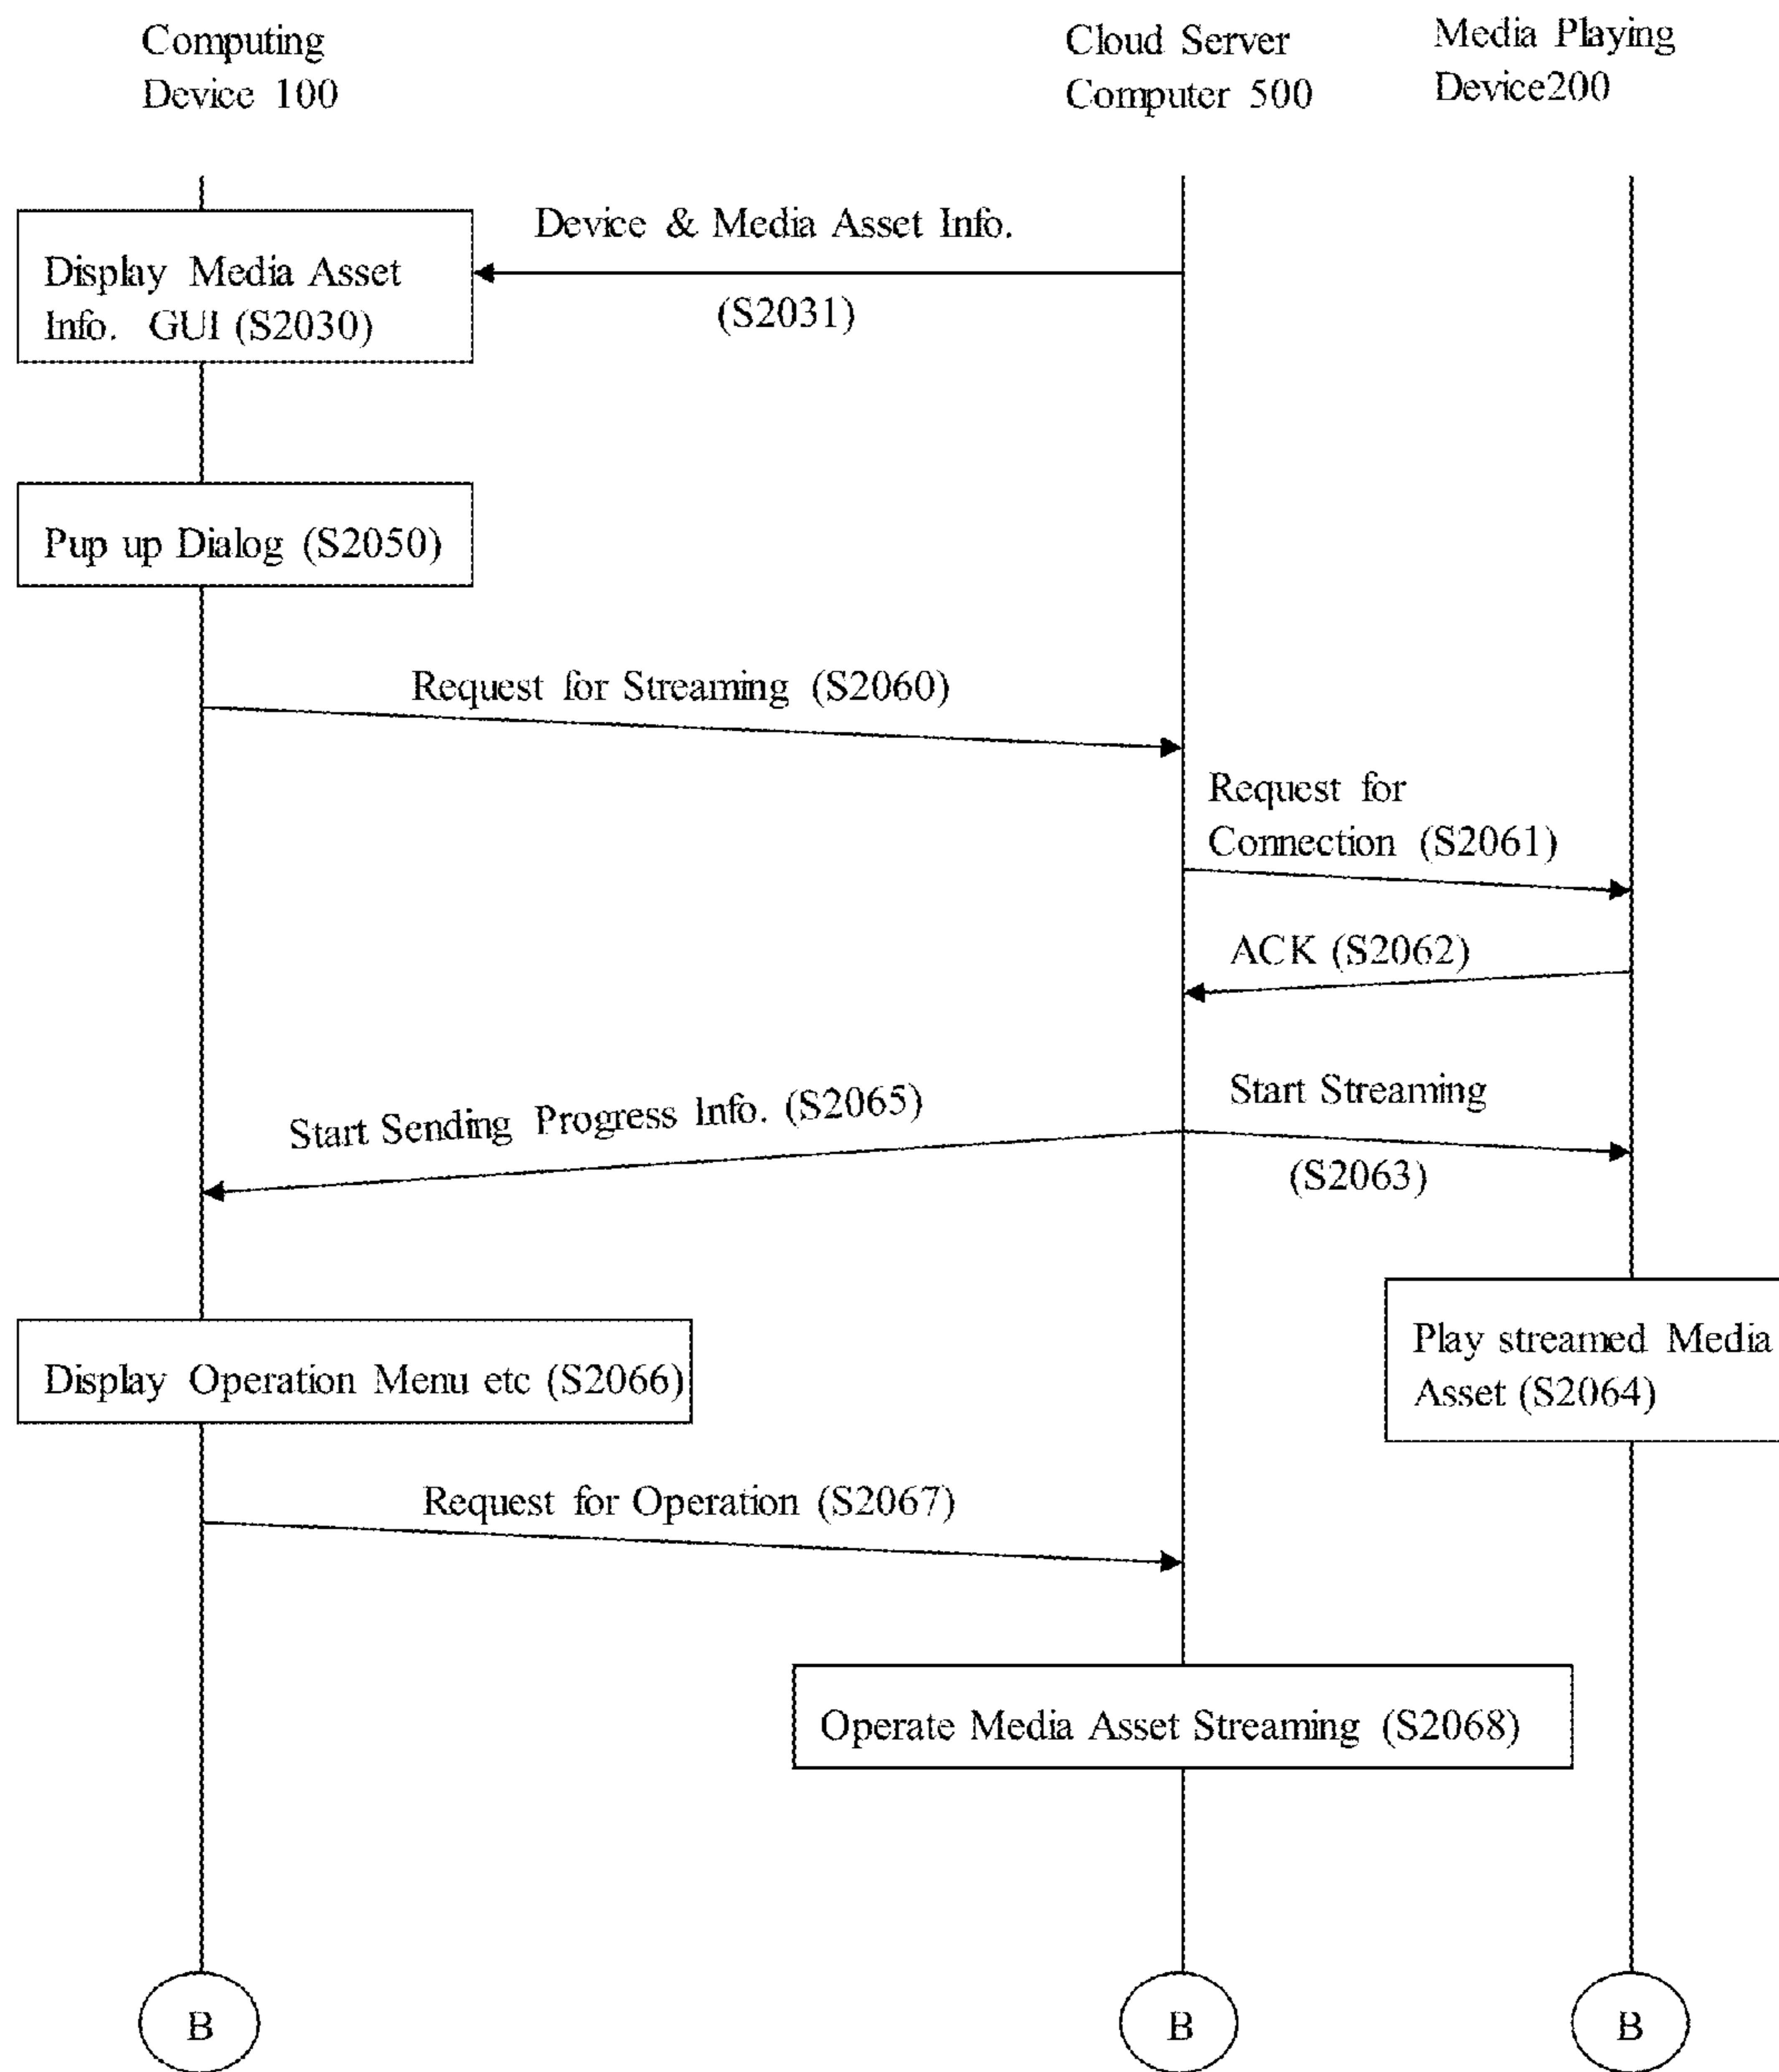 Computing
Device 100
Cloud Server
Computer 500
Media Playing
Device200
Device & Media Asset Info.
(S2031)
Display Media Asset
Info. GUI (S2030)
Pup up Dialog (S2050)
Request for Streaming (S2060)
Request for
Connection (S2061)
ACK (S2062)
Start Sending Progress Info. (S2065)
Start Streaming
(S2063)
Display Operation Menu etc (S2066)
Play streamed Media
Asset (S2064)
Request for Operation (S2067)
Operate Media Asset Streaming (S2068)
B
B
B